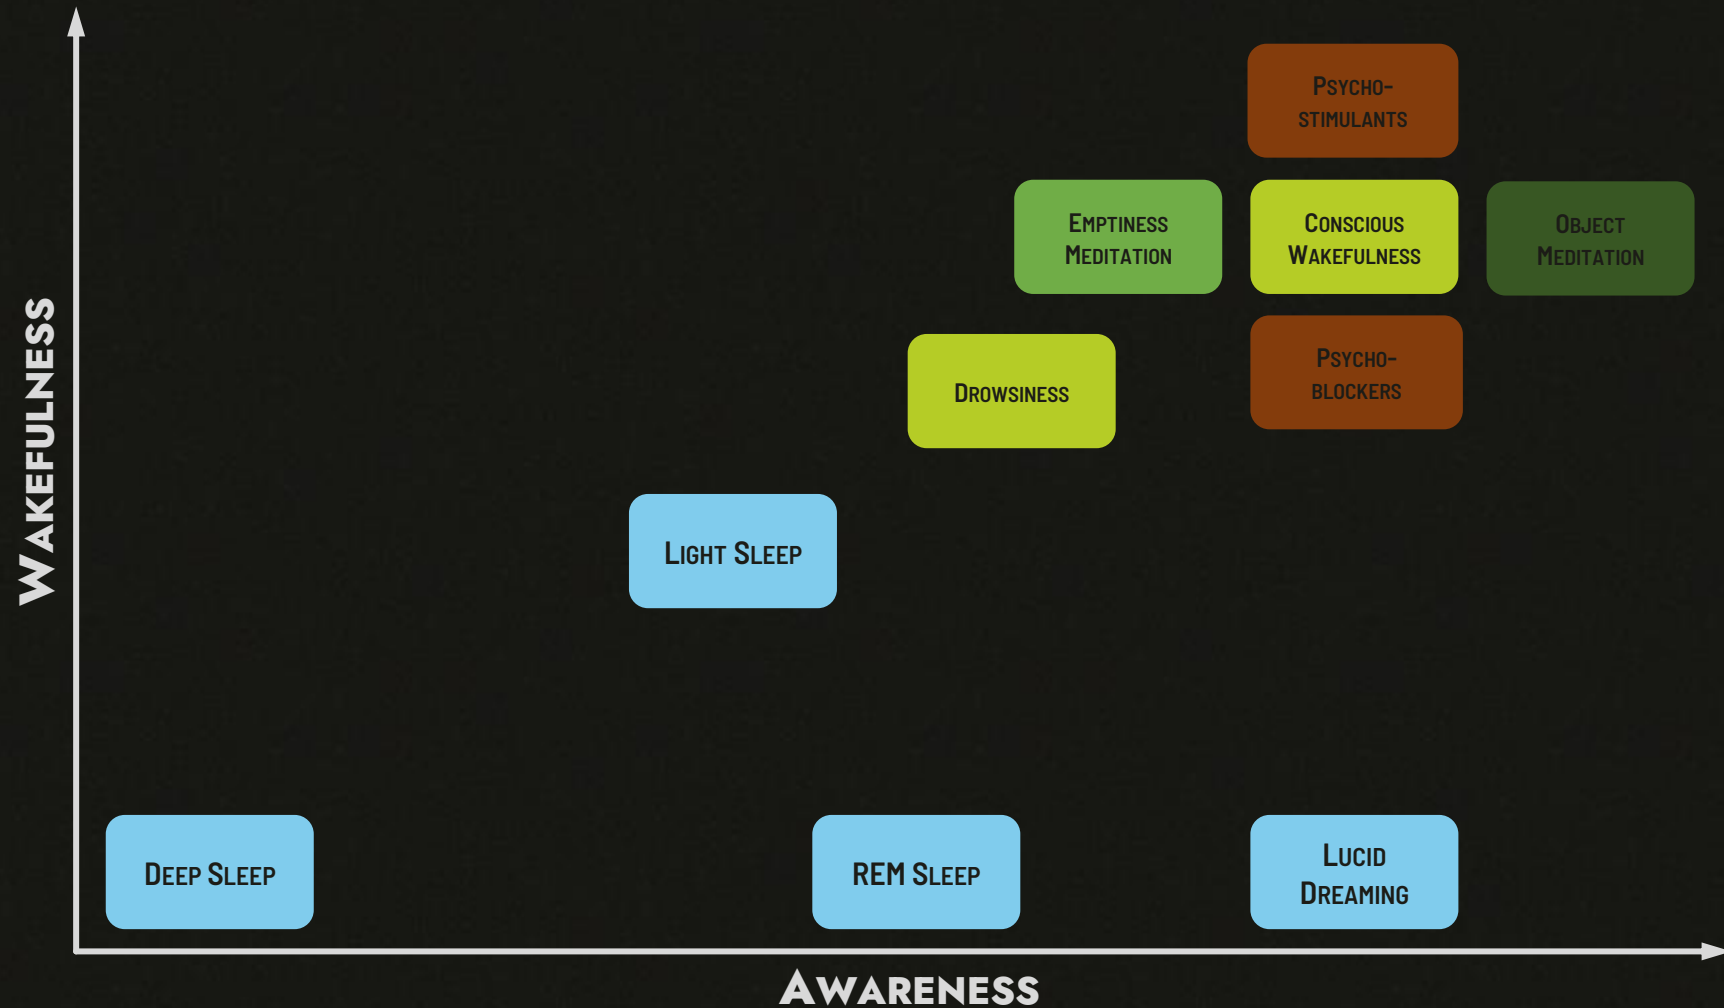 Psycho-
stimulants
Emptiness
Meditation
Conscious
Wakefulness
Object
Meditation
Psycho-
blockers
Drowsiness
Wakefulness
Light Sleep
Deep Sleep
REM Sleep
Lucid
Dreaming
Awareness